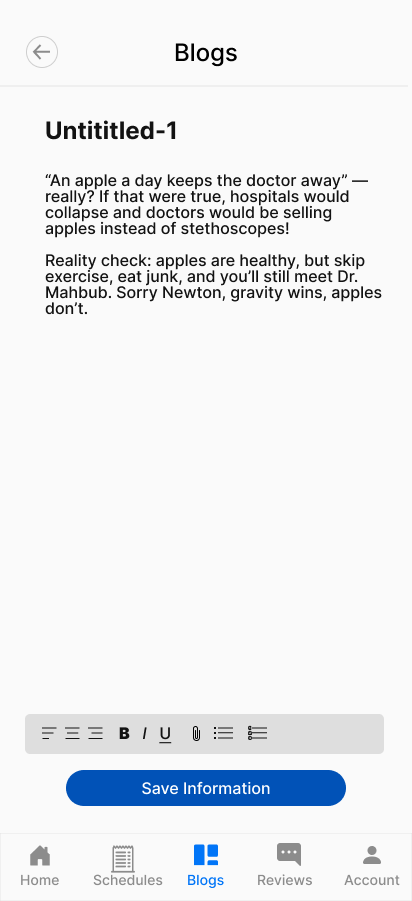 Blogs
Untititled-1
“An apple a day keeps the doctor away” —
really? If that were true, hospitals would
collapse and doctors would be selling
apples instead of stethoscopes!
Reality check: apples are healthy, but skip
exercise, eat junk, and you’ll still meet Dr.
Mahbub. Sorry Newton, gravity wins, apples
don’t.
B I U
Save Information
Home Schedules Blogs Reviews Account